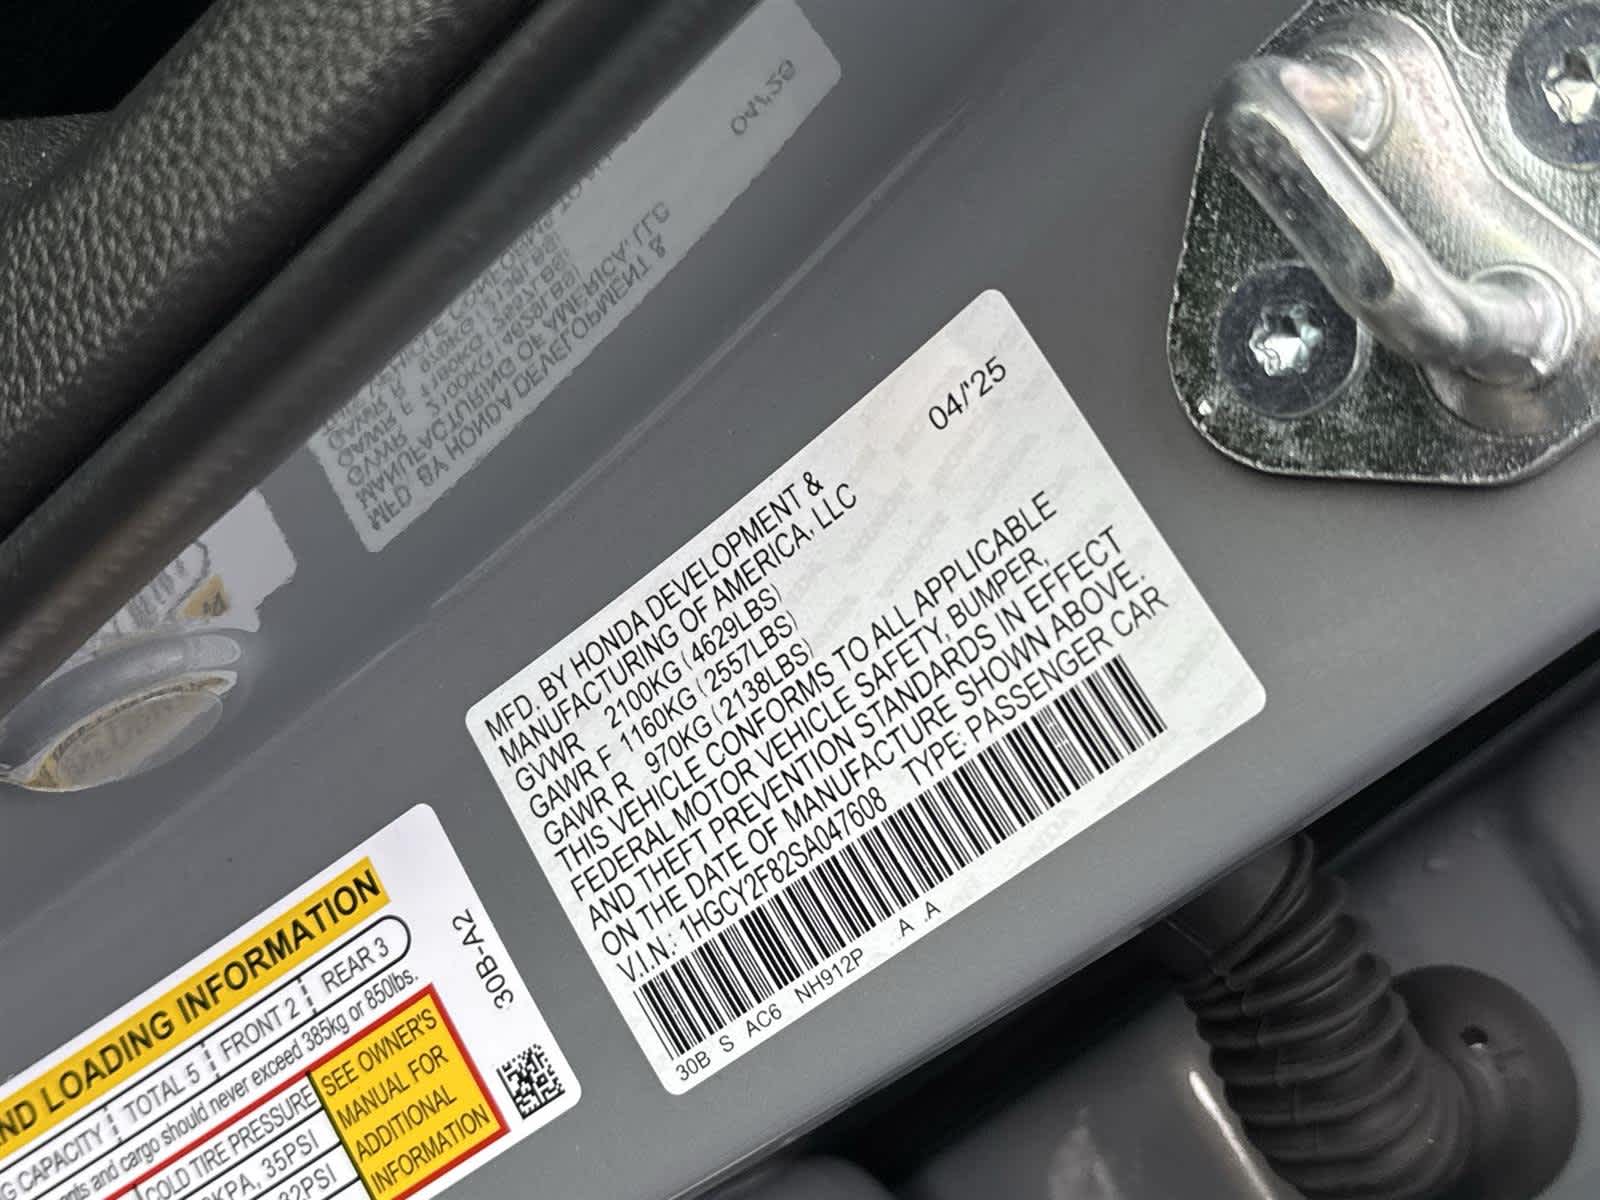 04/'25
MFD. BY HONDA DEVELOPMENT &
MANUFACTURING OF AMERICA, LLC
GVWR 2100KG (4629LBS)
GAWR F 1160KG (2557LBS)
GAWR R 970KG (2138LBS)
THIS VEHICLE CONFORMS TO ALL APPLICABLE
FEDERAL MOTOR VEHICLE SAFETY, BUMPER,
AND THEFT PREVENTION STANDARDS IN EFFECT
ON THE DATE OF MANUFACTURE SHOWN ABOVE.
V.I.N.: 1HGCY2F82SA047608 TYPE: PASSENGER CAR
30B S AC6 NH912P .A .A
LOADING INFORMATION
CAPACITY TOTAL 5 FRONT 2 REAR 3
and cargo should never exceed 385kg or 850lbs.
COLD TIRE PRESSURE
KPA, 35PSI
32PSI
SEE OWNER'S
MANUAL FOR
ADDITIONAL
INFORMATION
30B-A2